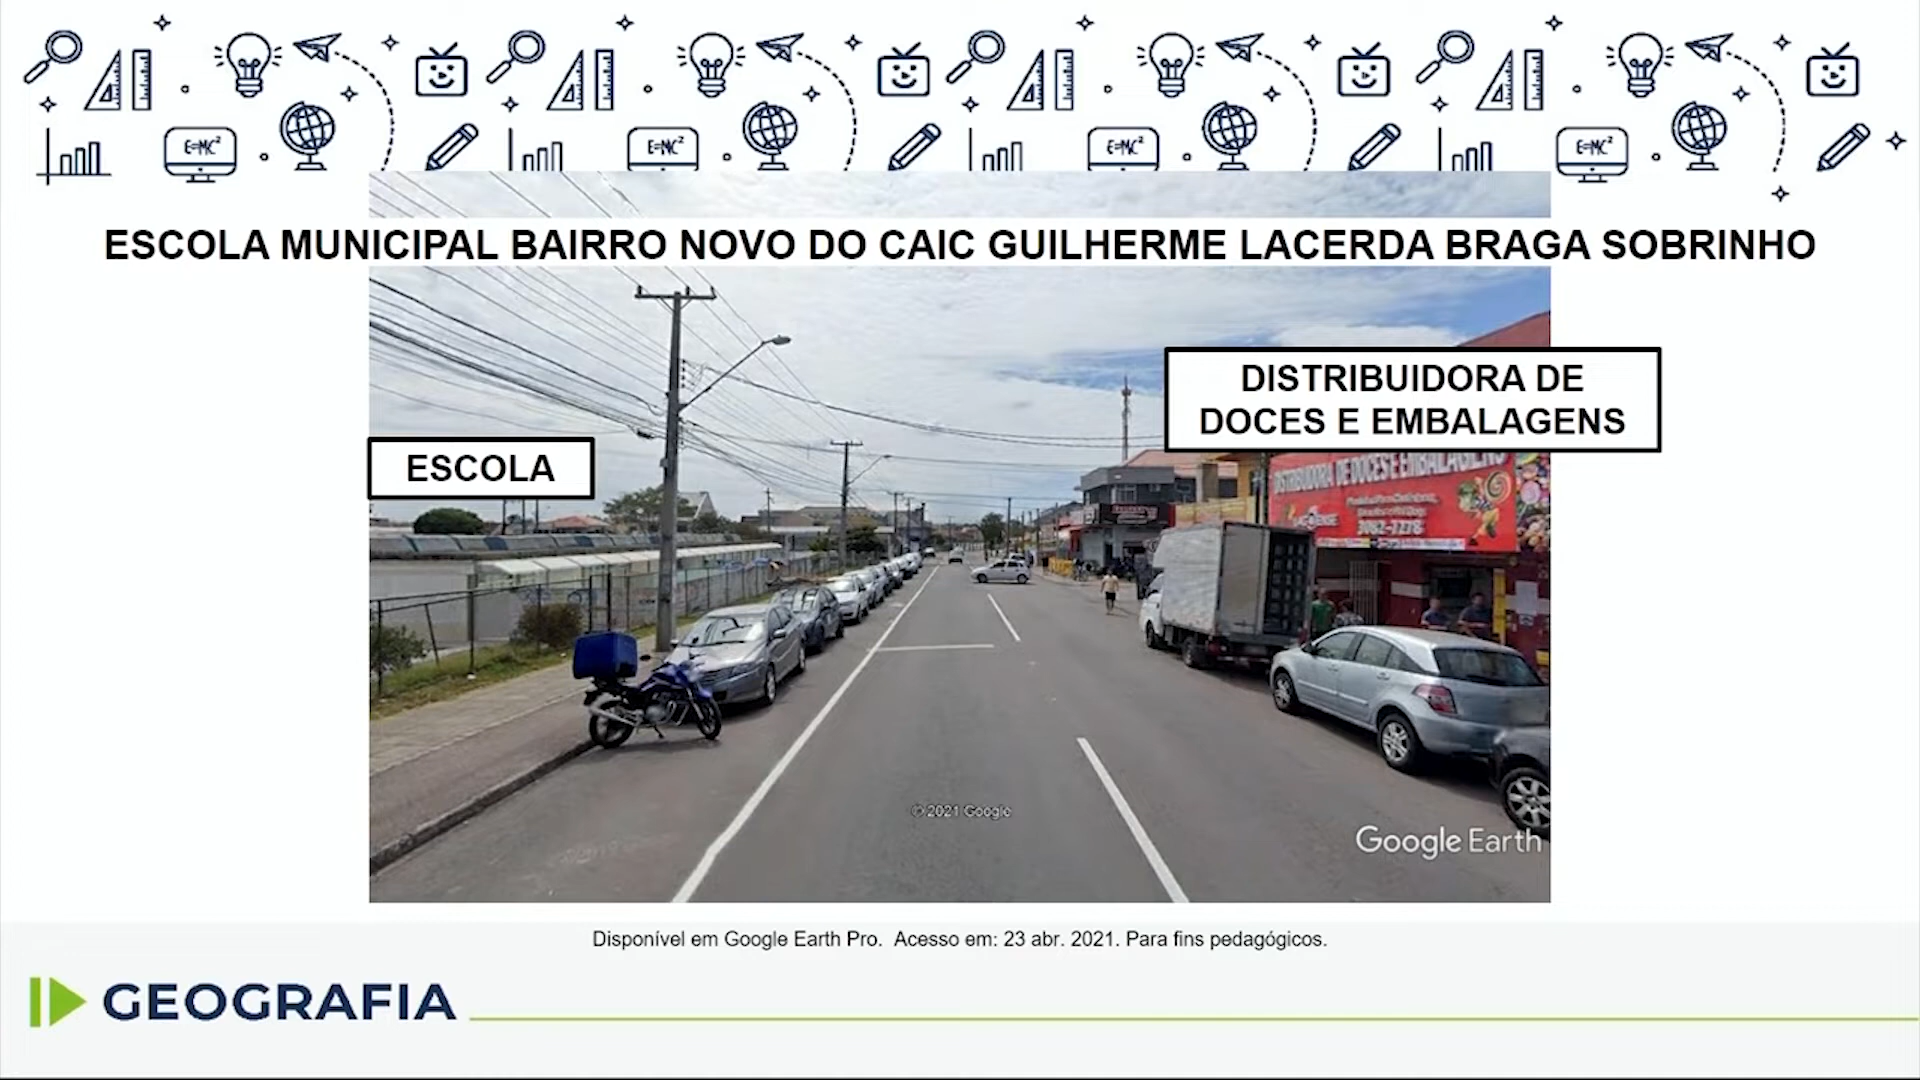 E=MC²
E=MC²
E=MC²
E=MC²
ESCOLA MUNICIPAL BAIRRO NOVO DO CAIC GUILHERME LACERDA BRAGA SOBRINHO
DISTRIBUIDORA DE
DOCES E EMBALAGENS
ESCOLA
DISTRIBUIDORA DE DOCES E EMBALAGENS
3082-7778
© 2021 Google
Google Earth
Disponível em Google Earth Pro. Acesso em: 23 abr. 2021. Para fins pedagógicos.
GEOGRAFIA